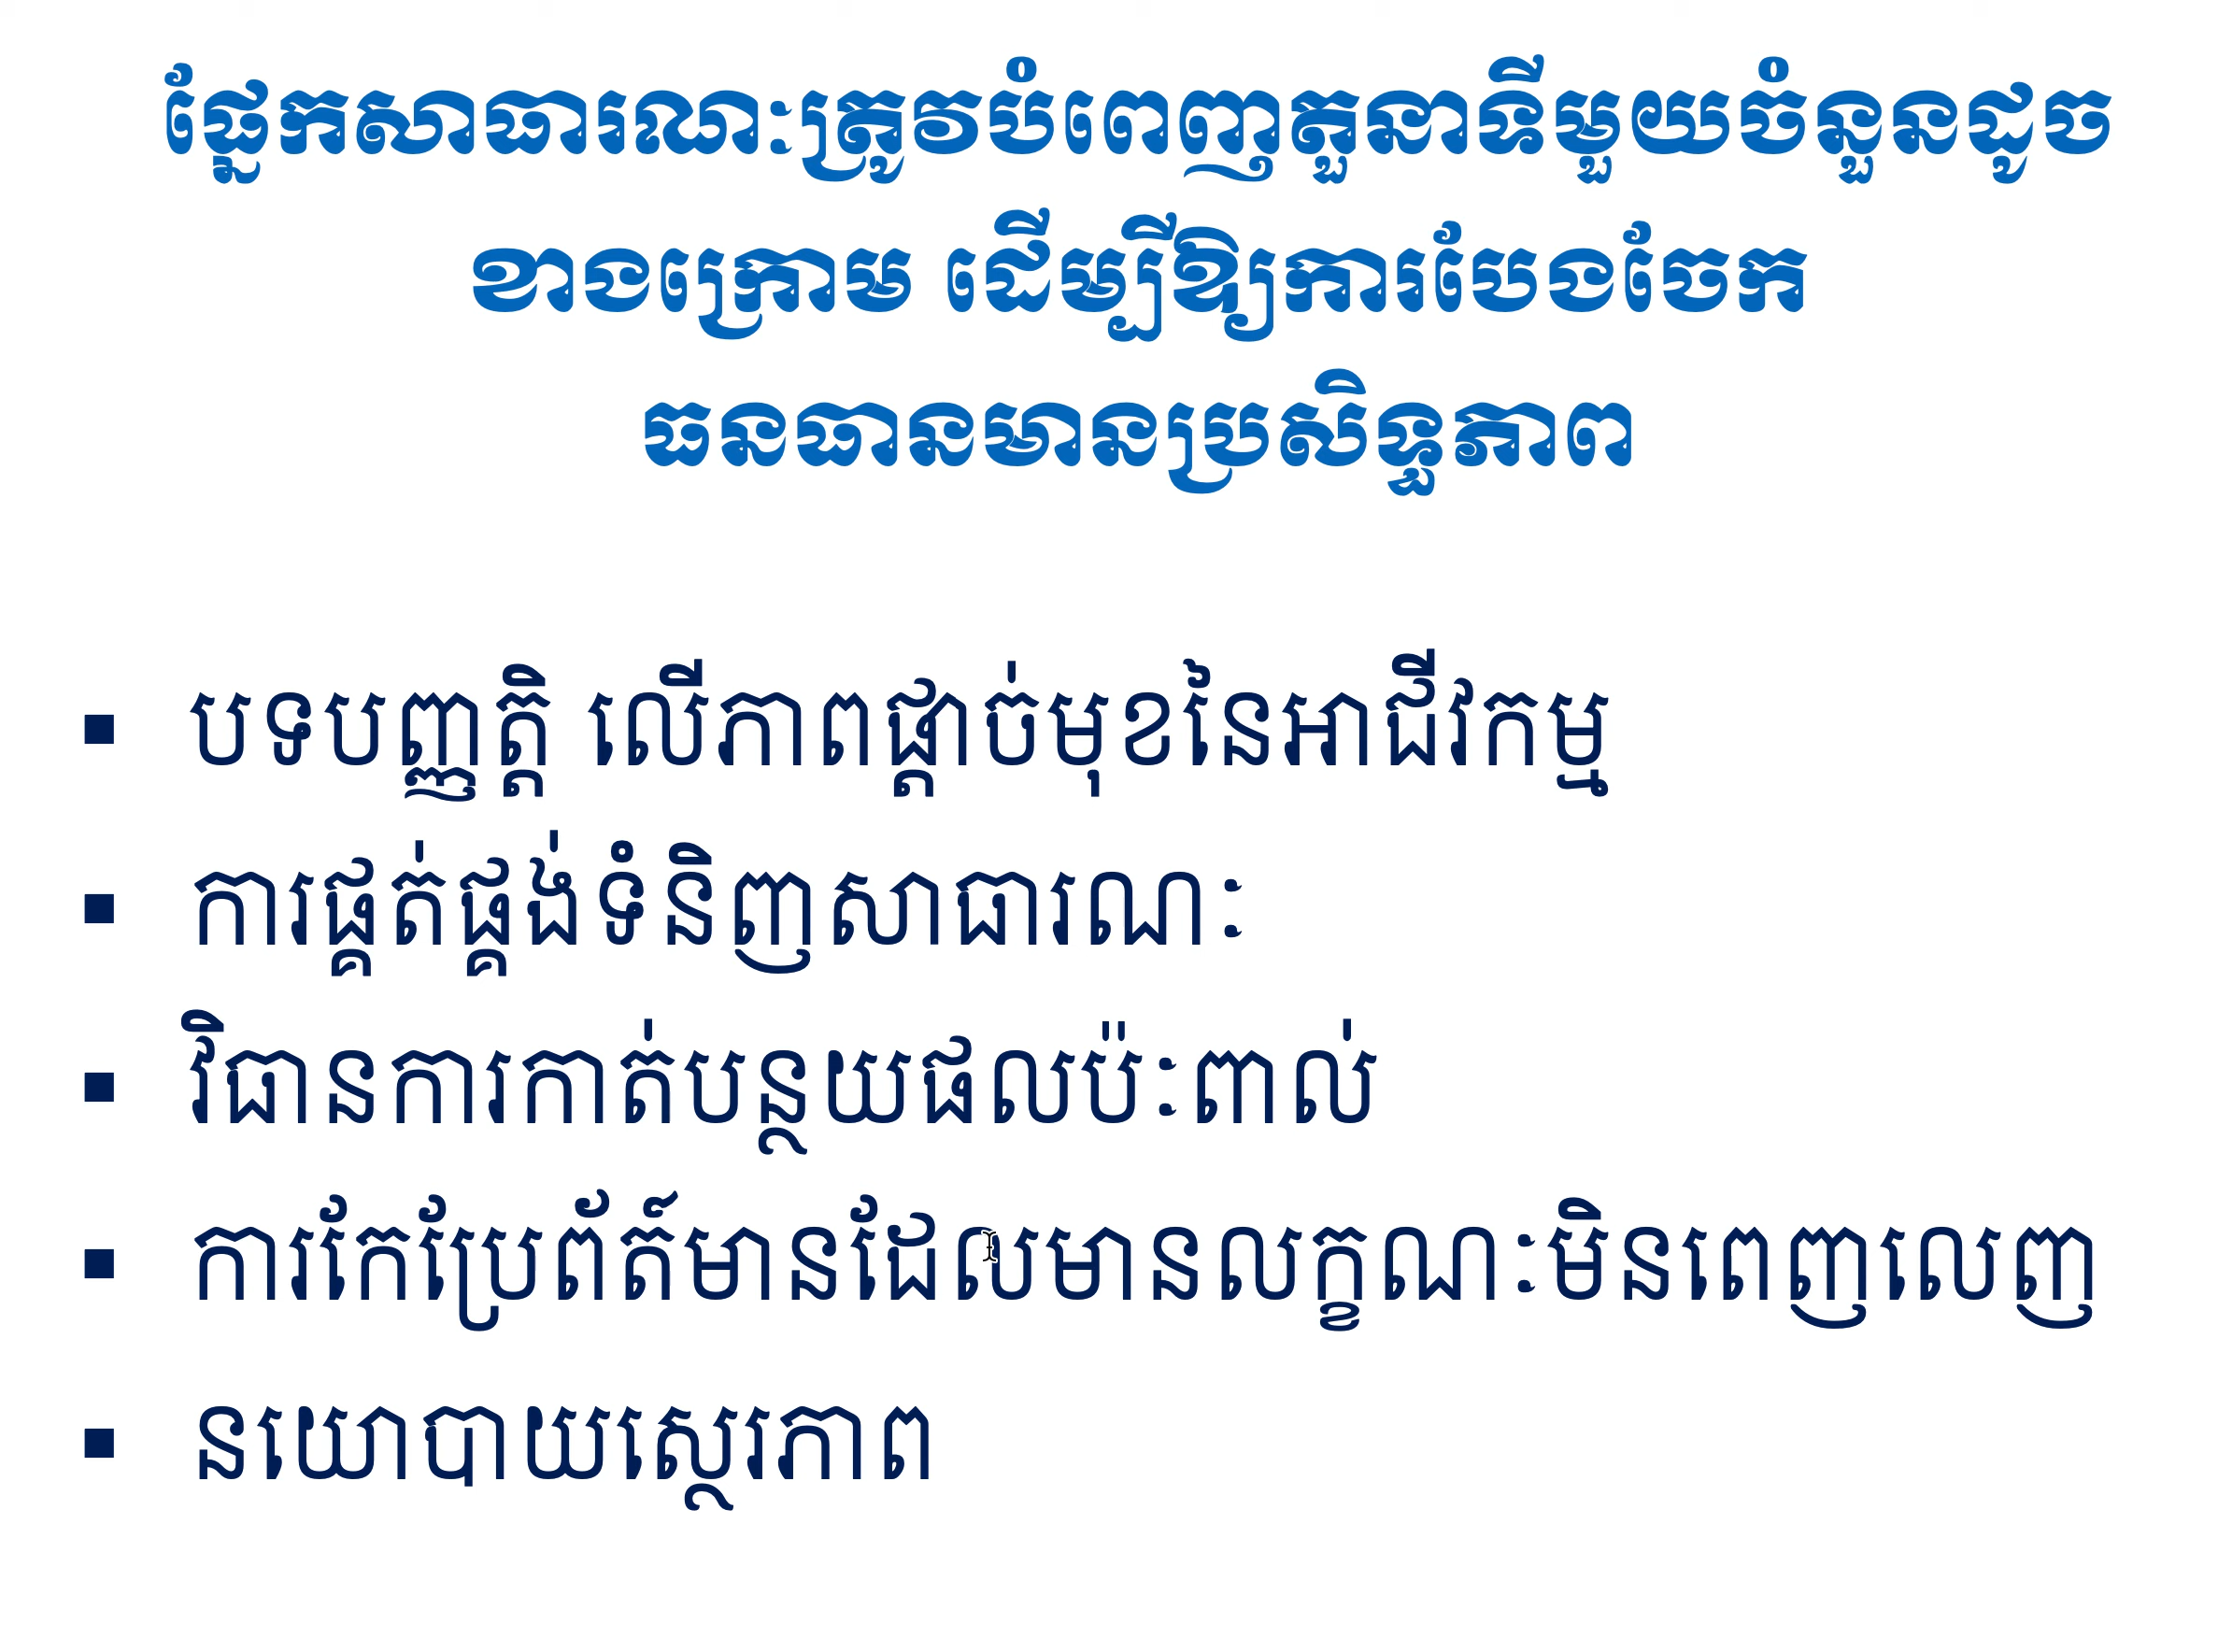 ផ្នែកសាធារណៈត្រូវបំពេញតួនាទីមួយចំនួនដូច
ខាងក្រោម ដើម្បីឱ្យការបែងចែក
ធនធានមានប្រសិទ្ធភាព
▪ បទបញ្ញត្តិ លើភាពផ្តាច់មុខនៃអាជីវកម្ម
▪ ការផ្គត់ផ្គង់ទំនិញសាធារណៈ
▪ វិធានការកាត់បន្ថយផលប៉ះពាល់
▪ ការកែប្រែព័ត៌មានដែលមានលក្ខណៈមិនពេញលេញ
▪ នយោបាយស្ថេរភាព